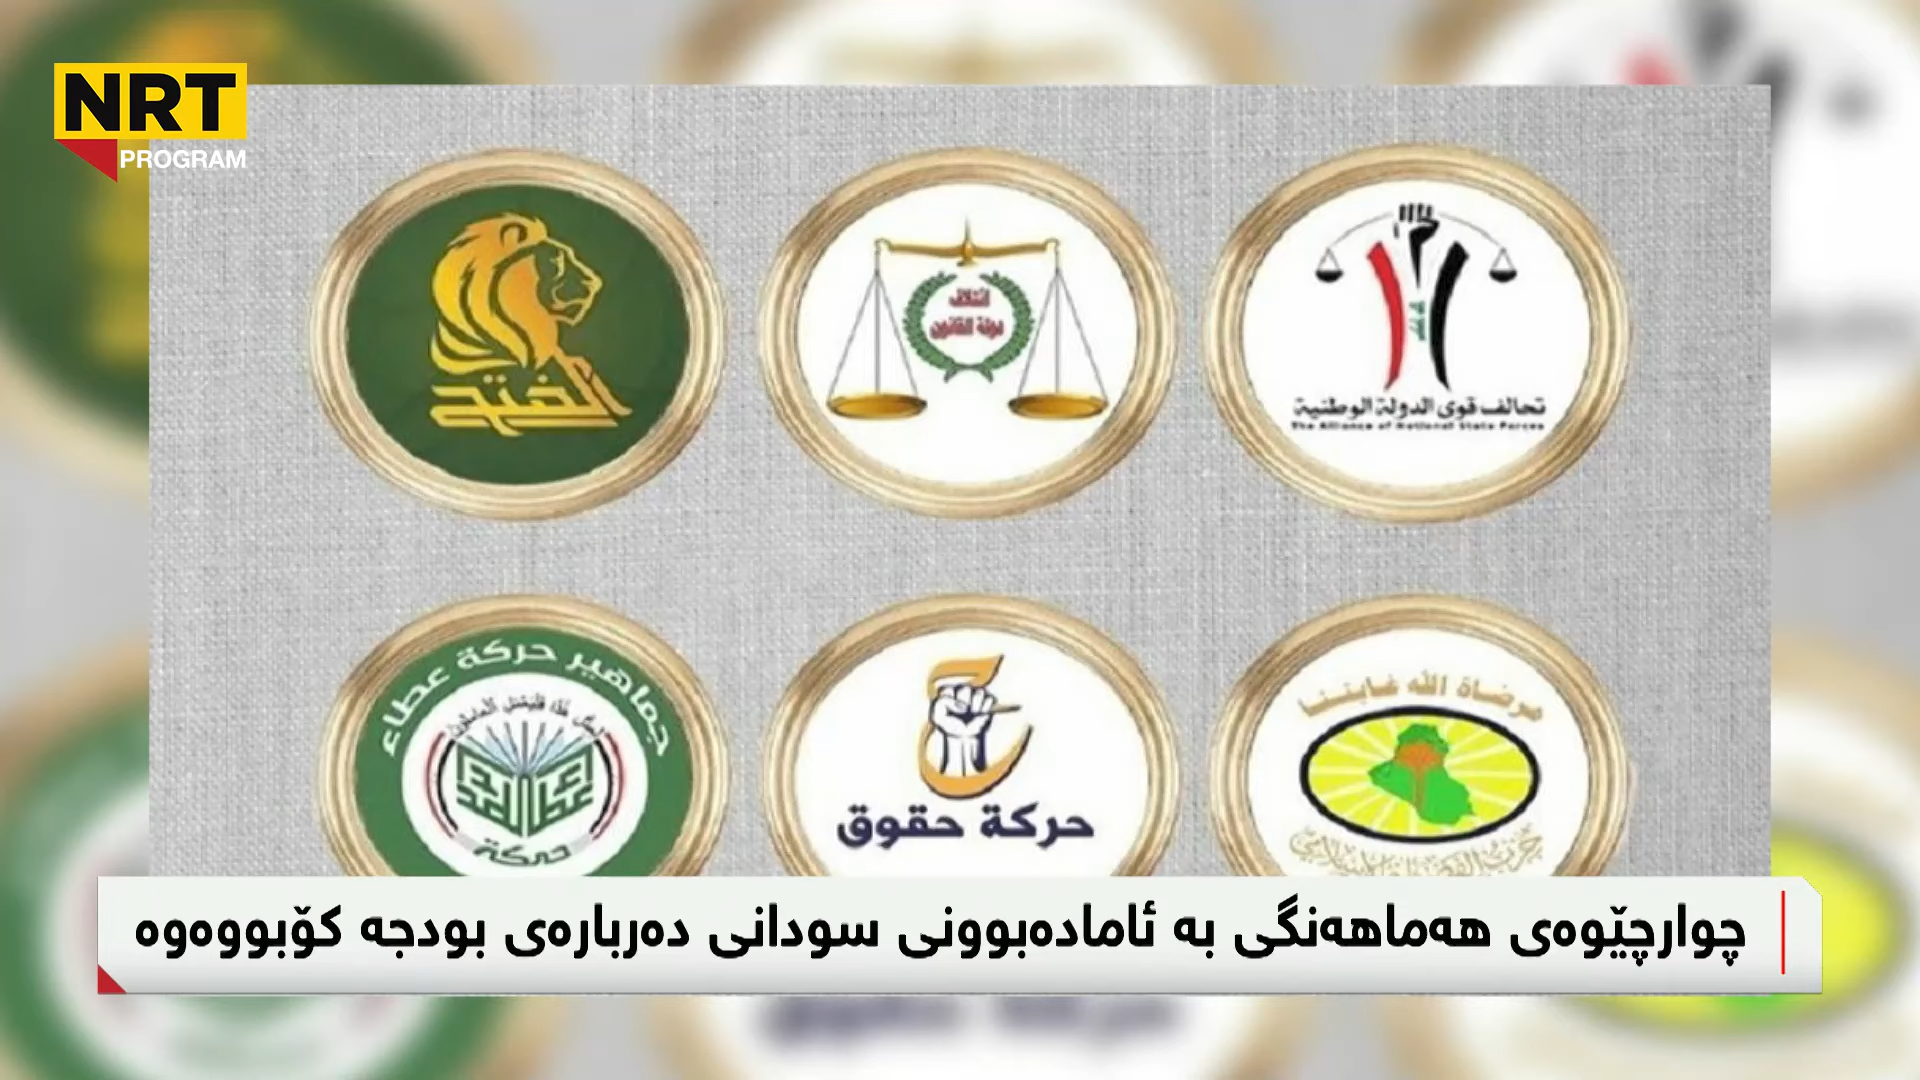 NRT
PROGRAM
الفتح
ائتلاف
دولة القانون
تحالف قوى الدولة الوطنية
The Alliance of National State Forces
جماهير حركة عطاء
حركة
حركة حقوق
مرضاة الله غايتنا
چوارچێوەی هەماهەنگی بە ئامادەبوونی سودانی دەربارەی بودجە کۆبووەوە